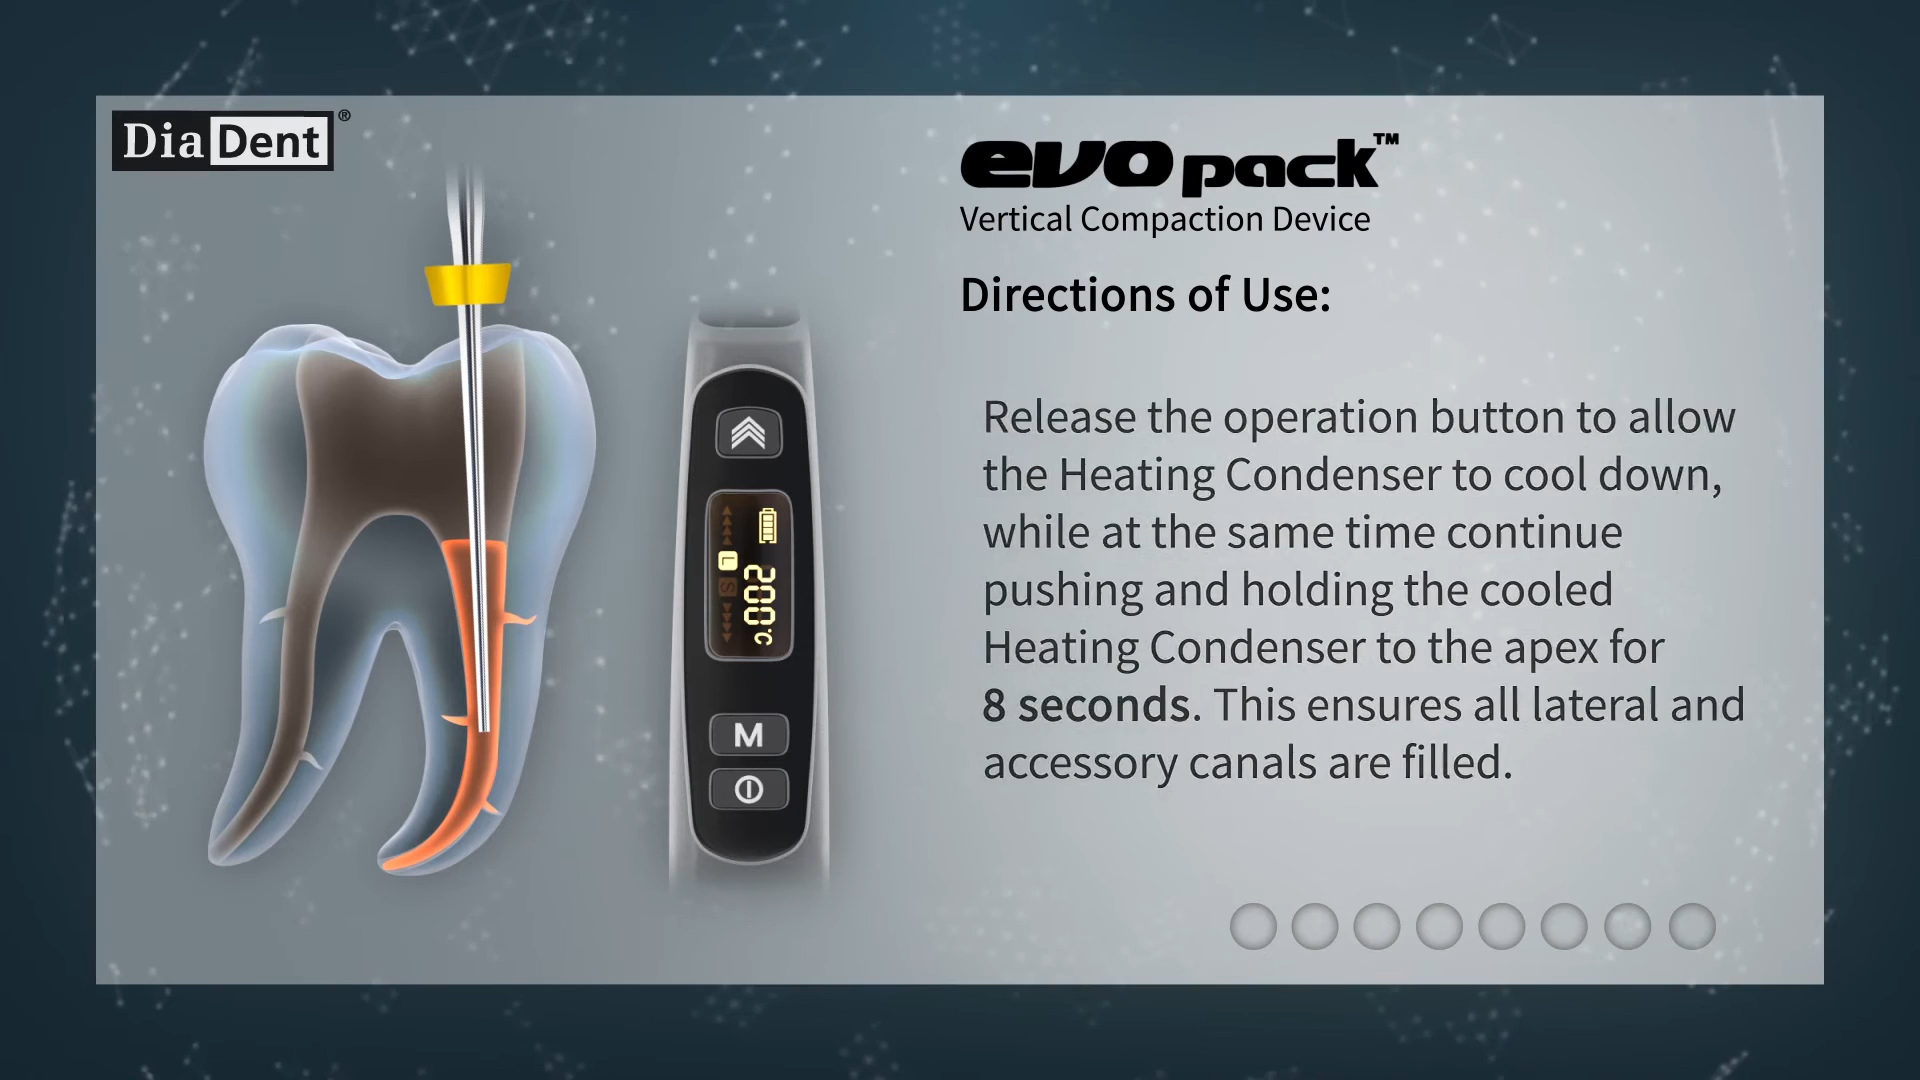 DiaDent®
evo pack™
Vertical Compaction Device
Directions of Use:
Release the operation button to allow
the Heating Condenser to cool down,
while at the same time continue
pushing and holding the cooled
Heating Condenser to the apex for
8 seconds. This ensures all lateral and
accessory canals are filled.
L
S
200°C
M